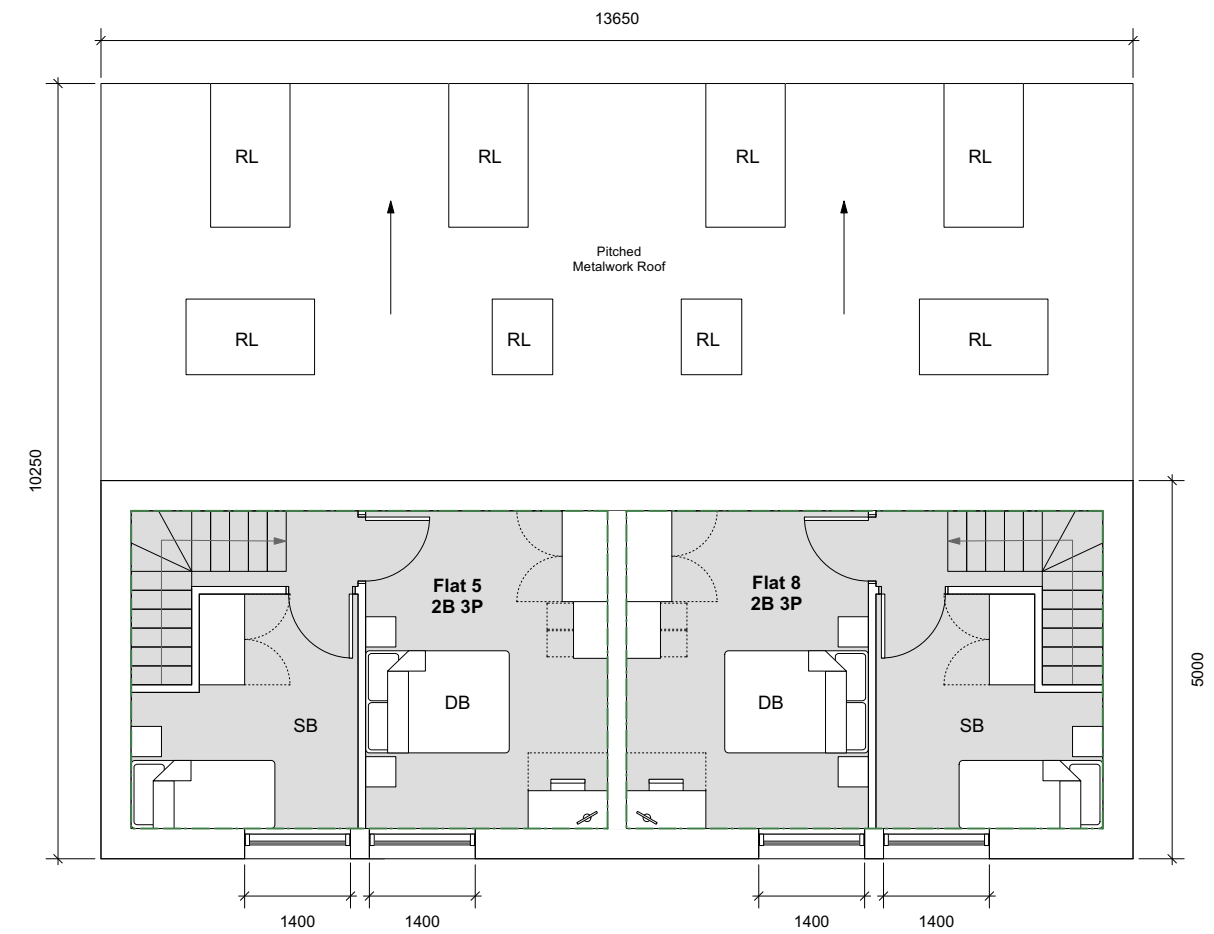 13650
RL
RL
RL
RL
Pitched
Metalwork Roof
RL
RL
RL
RL
10250
Flat 5
2B 3P
Flat 8
2B 3P
5000
DB
DB
SB
SB
1400
1400
1400
1400